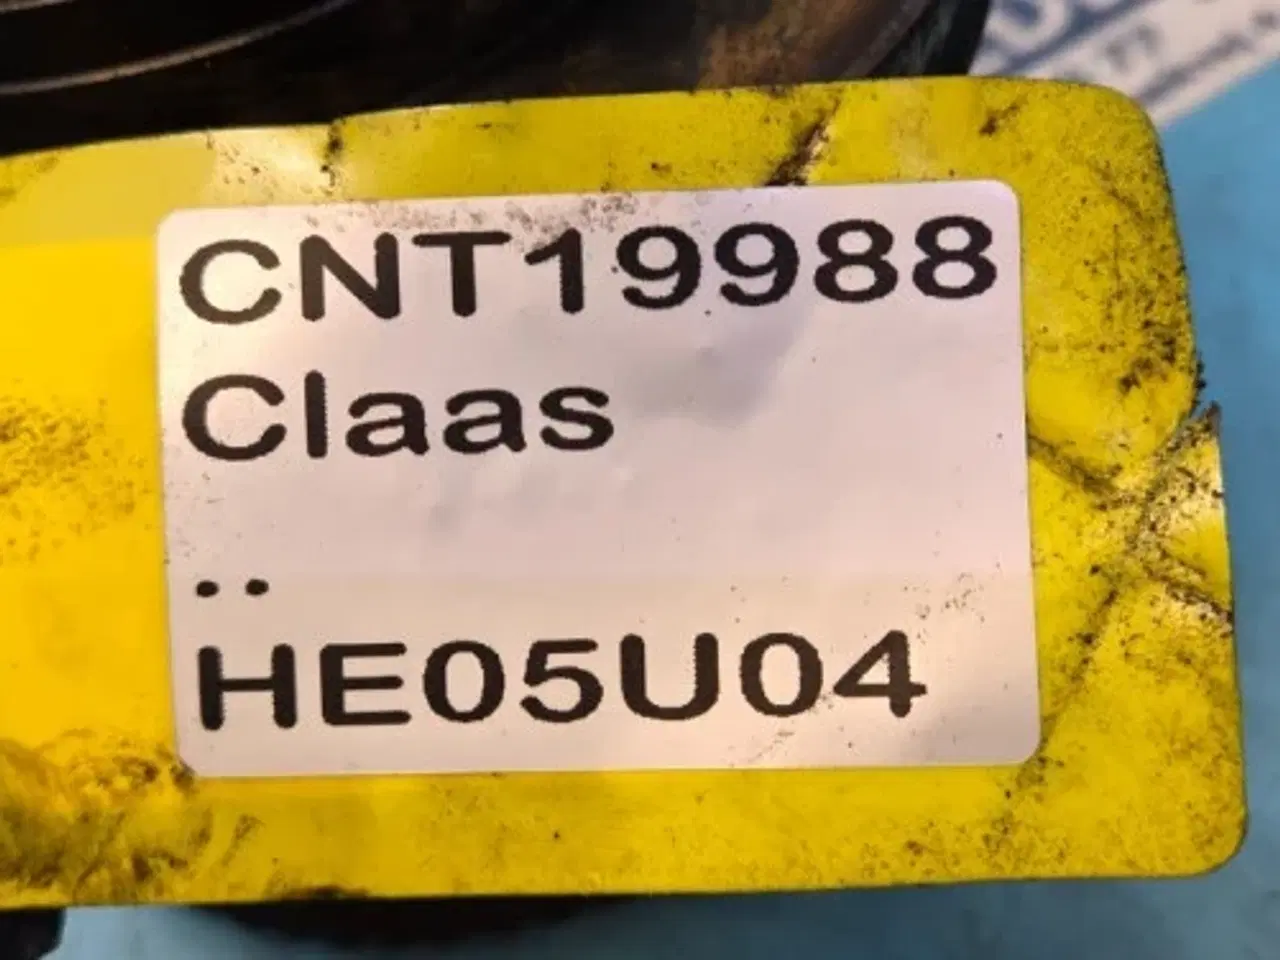 CNT19988
Claas
..
HE05U04